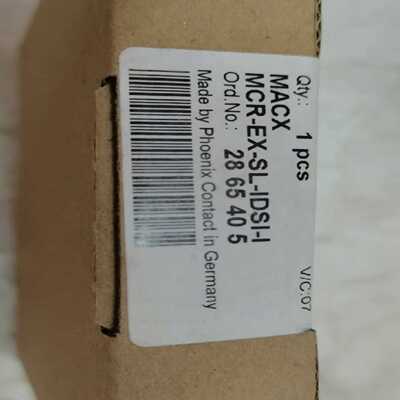 Qty.: 1 pcs
MACX
MCR-EX-SL-IDSI-I
Ord.No.: 28 65 40 5
Made by Phoenix Contact in Germany
V/C:07